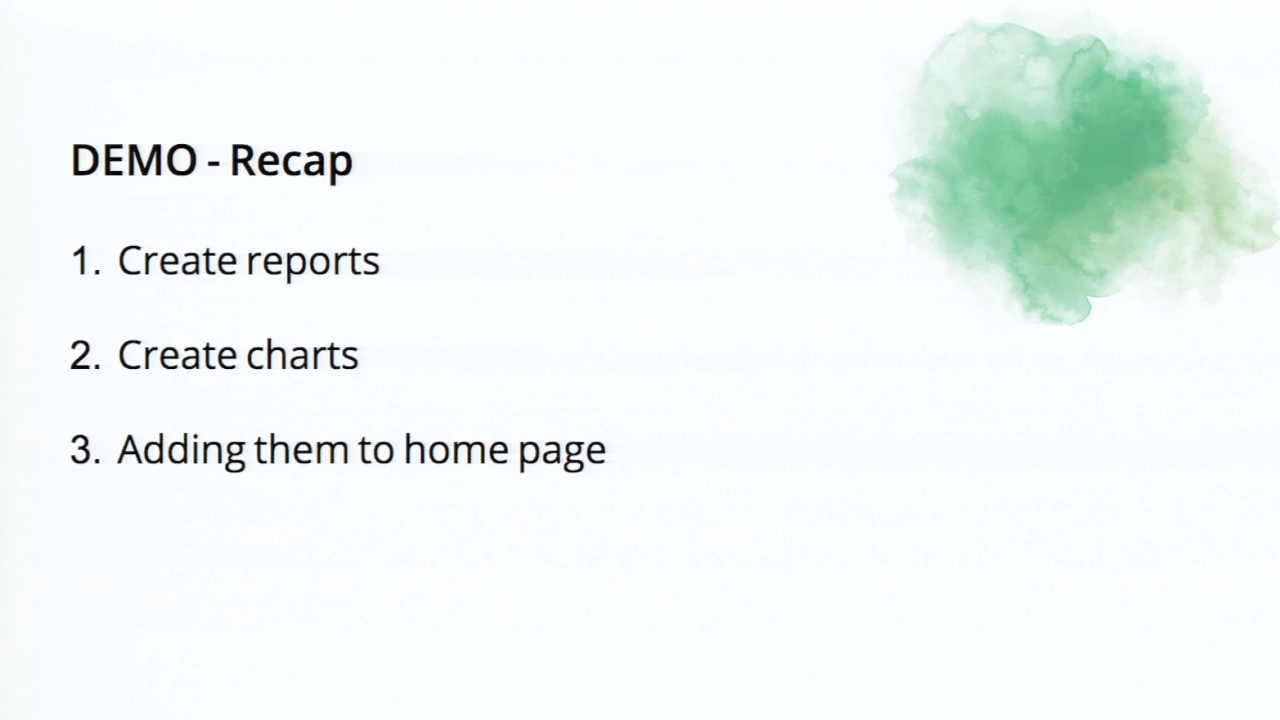 DEMO - Recap
1. Create reports
2. Create charts
3. Adding them to home page